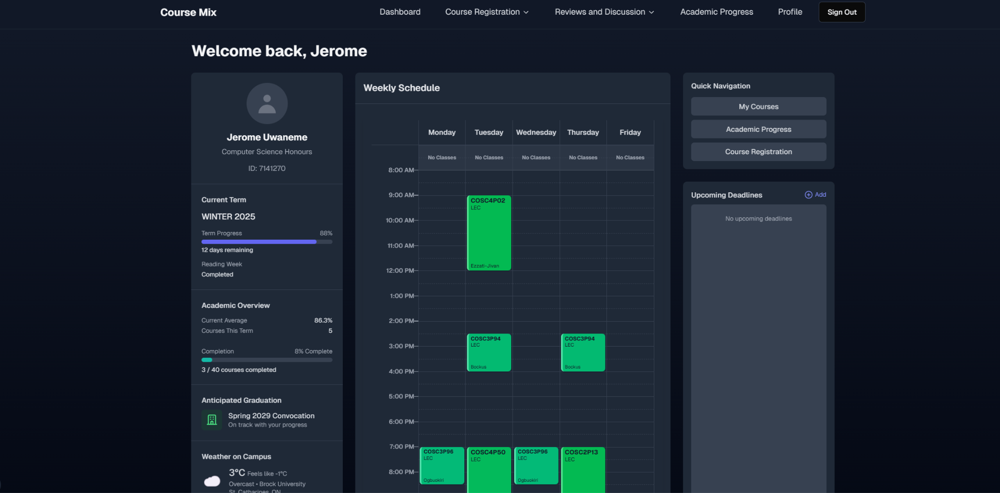 Course Mix
Dashboard
Course Registration
Reviews and Discussion
Academic Progress
Profile
Sign Out
Welcome back, Jerome
Jerome Uwaneme
Computer Science Honours
ID: 7141270
Current Term
WINTER 2025
Term Progress 88%
12 days remaining
Reading Week
Completed
Academic Overview
Current Average 86.3%
Courses This Term 5
Completion 8% Complete
3 / 40 courses completed
Anticipated Graduation
Spring 2029 Convocation
On track with your progress
Weather on Campus
3°C Feels like -1°C
Overcast • Brock University
St. Catharines, ON
Weekly Schedule
Monday Tuesday Wednesday Thursday Friday
No Classes No Classes No Classes No Classes No Classes
8:00 AM
9:00 AM
COSC4P02
LEC
10:00 AM
11:00 AM
Ezzati-Jivan
12:00 PM
1:00 PM
2:00 PM
COSC3P94 COSC3P94
LEC LEC
3:00 PM
Bockus Bockus
4:00 PM
5:00 PM
6:00 PM
7:00 PM
COSC3P96 COSC4P50 COSC3P96 COSC2P13
LEC LEC LEC LEC
8:00 PM
Ogbuokiri Ogbuokiri
Quick Navigation
My Courses
Academic Progress
Course Registration
Upcoming Deadlines Add
No upcoming deadlines